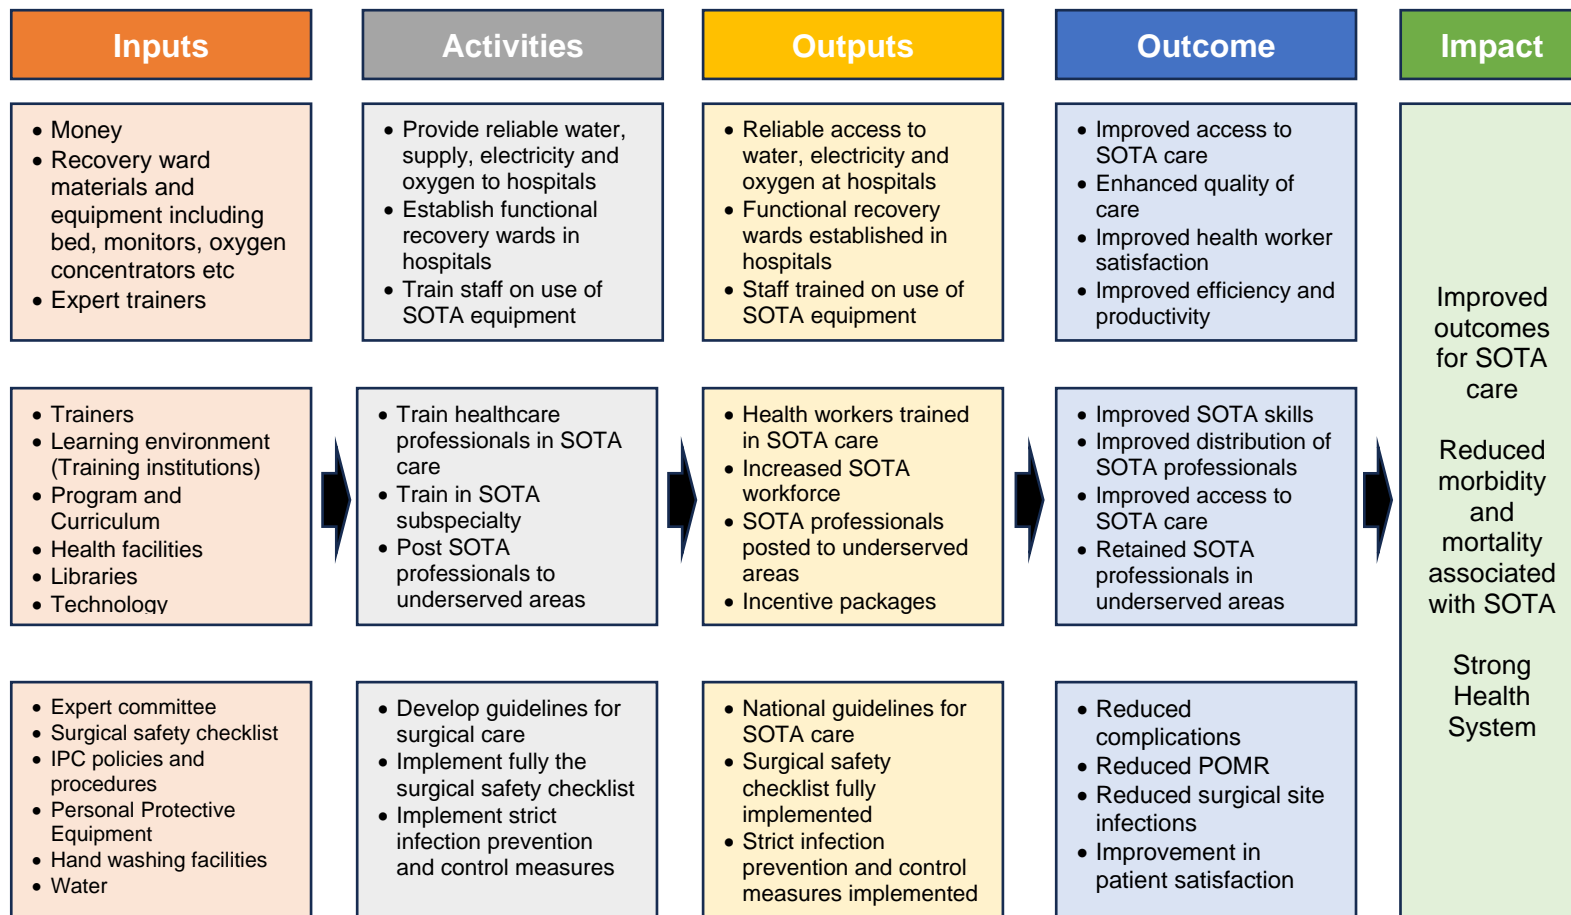 Inputs
Activities
Outputs
Outcome
Impact
• Money
• Recovery ward
materials and
equipment including
bed, monitors, oxygen
concentrators etc
• Expert trainers
• Provide reliable water,
supply, electricity and
oxygen to hospitals
• Establish functional
recovery wards in
hospitals
• Train staff on use of
SOTA equipment
• Reliable access to
water, electricity and
oxygen at hospitals
• Functional recovery
wards established in
hospitals
• Staff trained on use of
SOTA equipment
• Improved access to
SOTA care
• Enhanced quality of
care
• Improved health worker
satisfaction
• Improved efficiency and
productivity
• Trainers
• Learning environment
(Training institutions)
• Program and
Curriculum
• Health facilities
• Libraries
• Technology
• Train healthcare
professionals in SOTA
care
• Train in SOTA
subspecialty
• Post SOTA
professionals to
underserved areas
• Health workers trained
in SOTA care
• Increased SOTA
workforce
• SOTA professionals
posted to underserved
areas
• Incentive packages
• Improved SOTA skills
• Improved distribution of
SOTA professionals
• Improved access to
SOTA care
• Retained SOTA
professionals in
underserved areas
• Expert committee
• Surgical safety checklist
• IPC policies and
procedures
• Personal Protective
Equipment
• Hand washing facilities
• Water
• Develop guidelines for
surgical care
• Implement fully the
surgical safety checklist
• Implement strict
infection prevention
and control measures
• National guidelines for
SOTA care
• Surgical safety
checklist fully
implemented
• Strict infection
prevention and control
measures implemented
• Reduced
complications
• Reduced POMR
• Reduced surgical site
infections
• Improvement in
patient satisfaction
Improved
outcomes
for SOTA
care
Reduced
morbidity
and
mortality
associated
with SOTA
Strong
Health
System